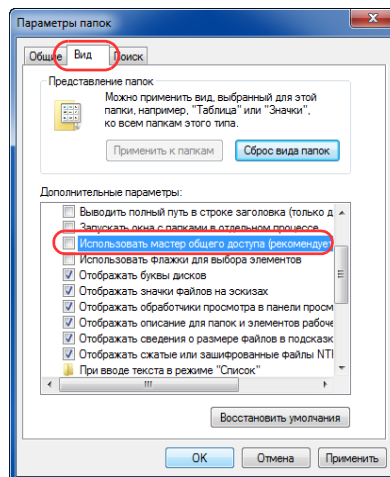 Параметры папок
Общие Вид Поиск
Представление папок
Можно применить вид, выбранный для этой
папки, например, "Таблица" или "Значки",
ко всем папкам этого типа.
Применить к папкам Сброс вида папок
Дополнительные параметры:
Выводить полный путь в строке заголовка (только д
Запускать окна с папками в отдельном процессе
Использовать мастер общего доступа (рекомендует
Использовать флажки для выбора элементов
Отображать буквы дисков
Отображать значки файлов на эскизах
Отображать обработчики просмотра в панели просм
Отображать описание для папок и элементов рабоче
Отображать сведения о размере файлов в подсказк
Отображать сжатые или зашифрованные файлы NTI
При вводе текста в режиме "Список"
Восстановить умолчания
OK Отмена Применить